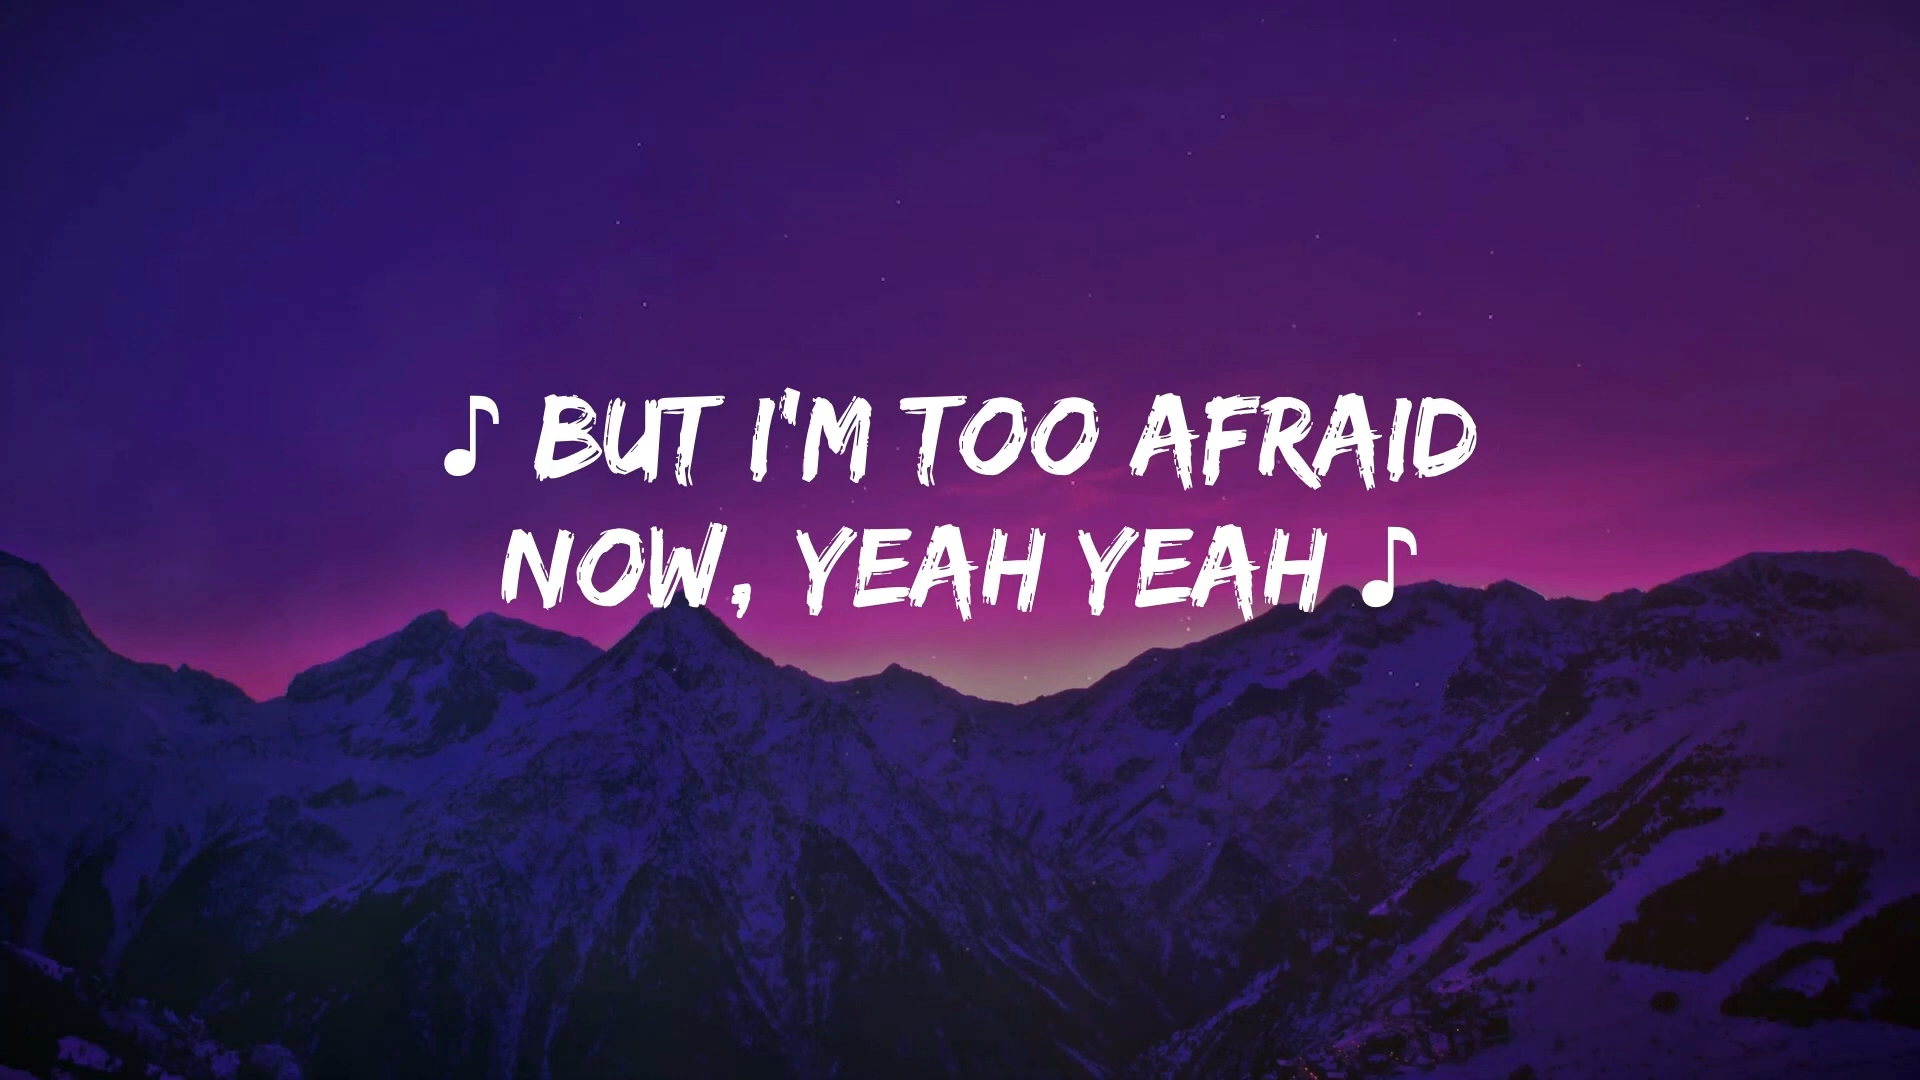 ♪ BUT I'M TOO AFRAID
NOW, YEAH YEAH ♪